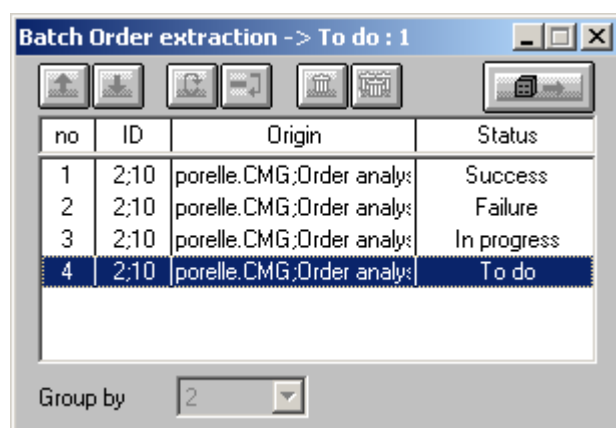 Batch Order extraction -> To do : 1
no ID Origin Status
1 2;10 porelle.CMG;Order analys Success
2 2;10 porelle.CMG;Order analys Failure
3 2;10 porelle.CMG;Order analys In progress
4 2;10 porelle.CMG;Order analys To do
Group by 2